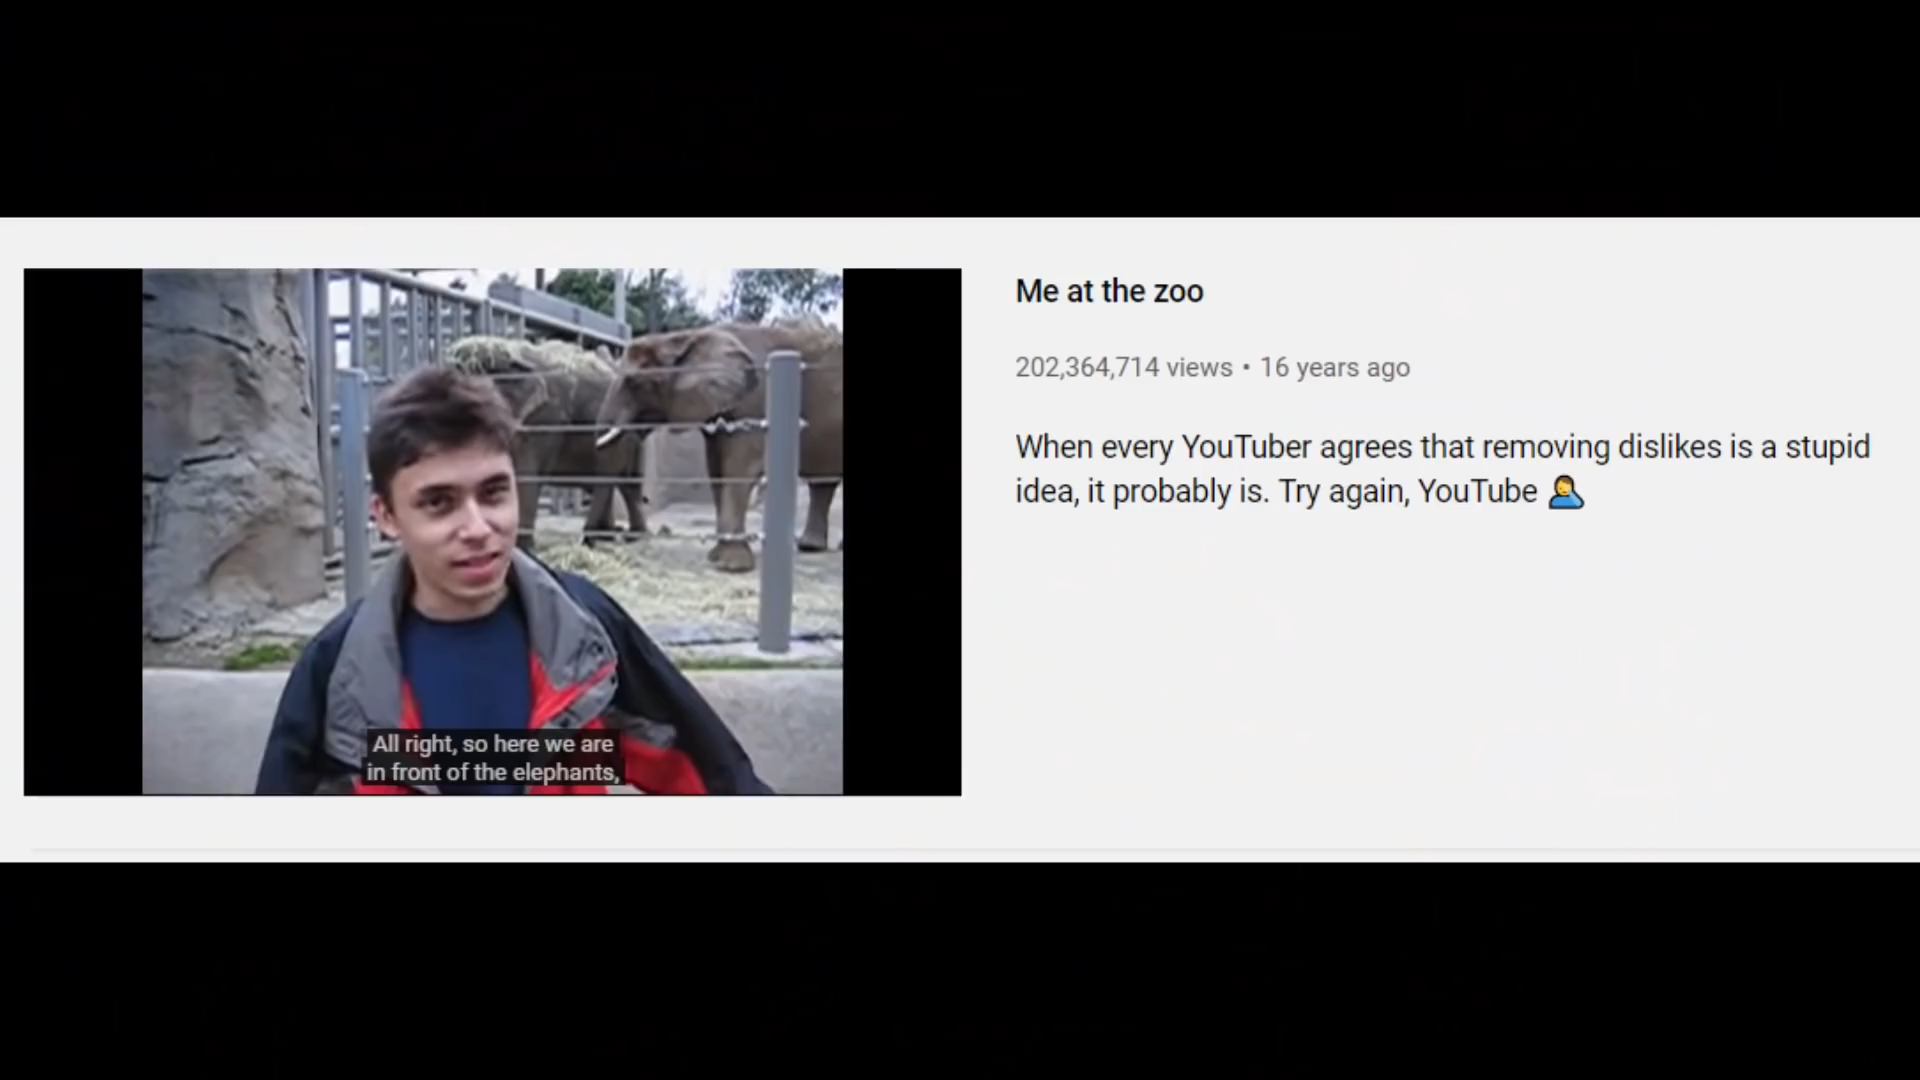 Me at the zoo
202,364,714 views • 16 years ago
When every YouTuber agrees that removing dislikes is a stupid
idea, it probably is. Try again, YouTube 🤦‍♂️
All right, so here we are
in front of the elephants,